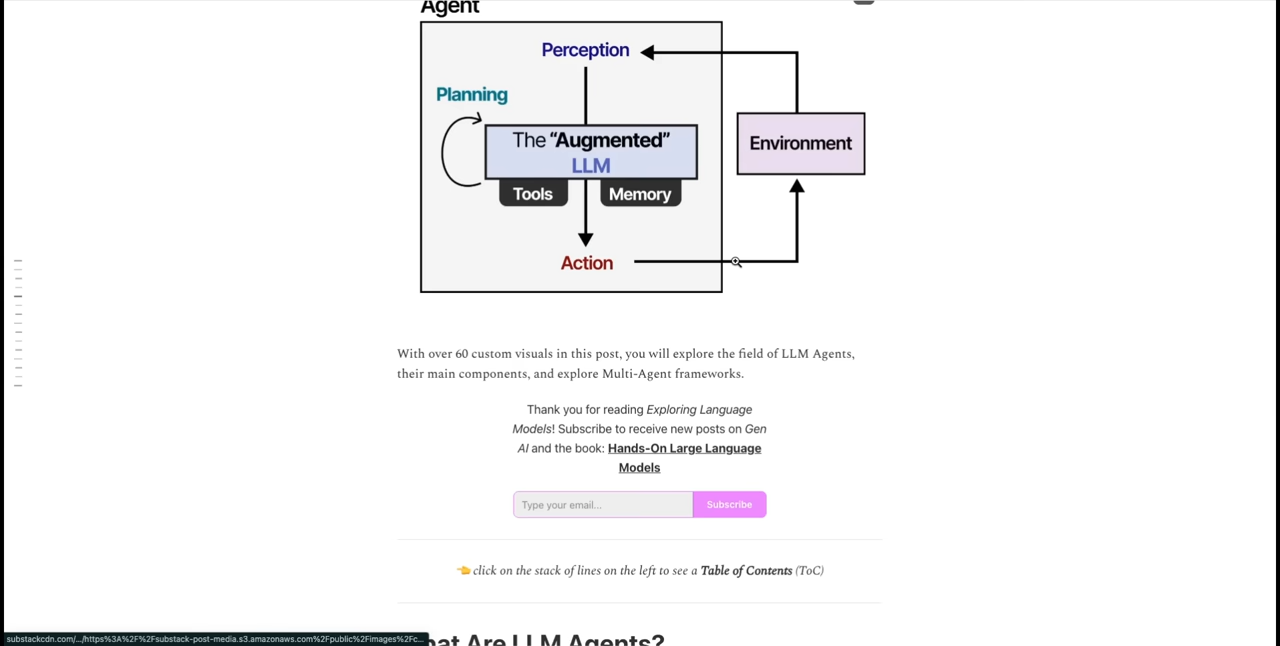 Agent
Perception
Planning
The “Augmented”
LLM
Tools
Memory
Action
Environment
With over 60 custom visuals in this post, you will explore the field of LLM Agents,
their main components, and explore Multi-Agent frameworks.
Thank you for reading Exploring Language
Models! Subscribe to receive new posts on Gen
AI and the book: Hands-On Large Language
Models
Type your email...
Subscribe
👈 click on the stack of lines on the left to see a Table of Contents (ToC)
Are LLM Agents?
substackcdn.com/.../https%3A%2F%2Fsubstack-post-media.s3.amazonaws.com%2Fpublic%2Fimages%2Fc...